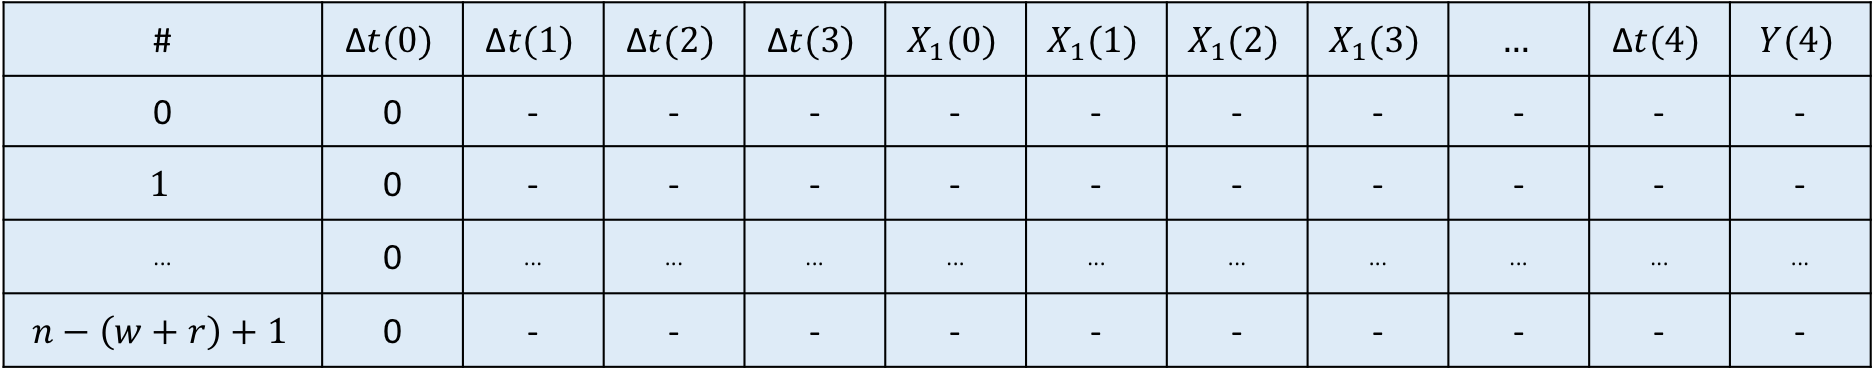 # Δt(0) Δt(1) Δt(2) Δt(3) X₁(0) X₁(1) X₁(2) X₁(3) ... Δt(4) Y(4)
0 0 - - - - - - - - - -
1 0 - - - - - - - - - -
... 0 ... ... ... ... ... ... ... ... ... ...
n − (w + r) + 1 0 - - - - - - - - - -